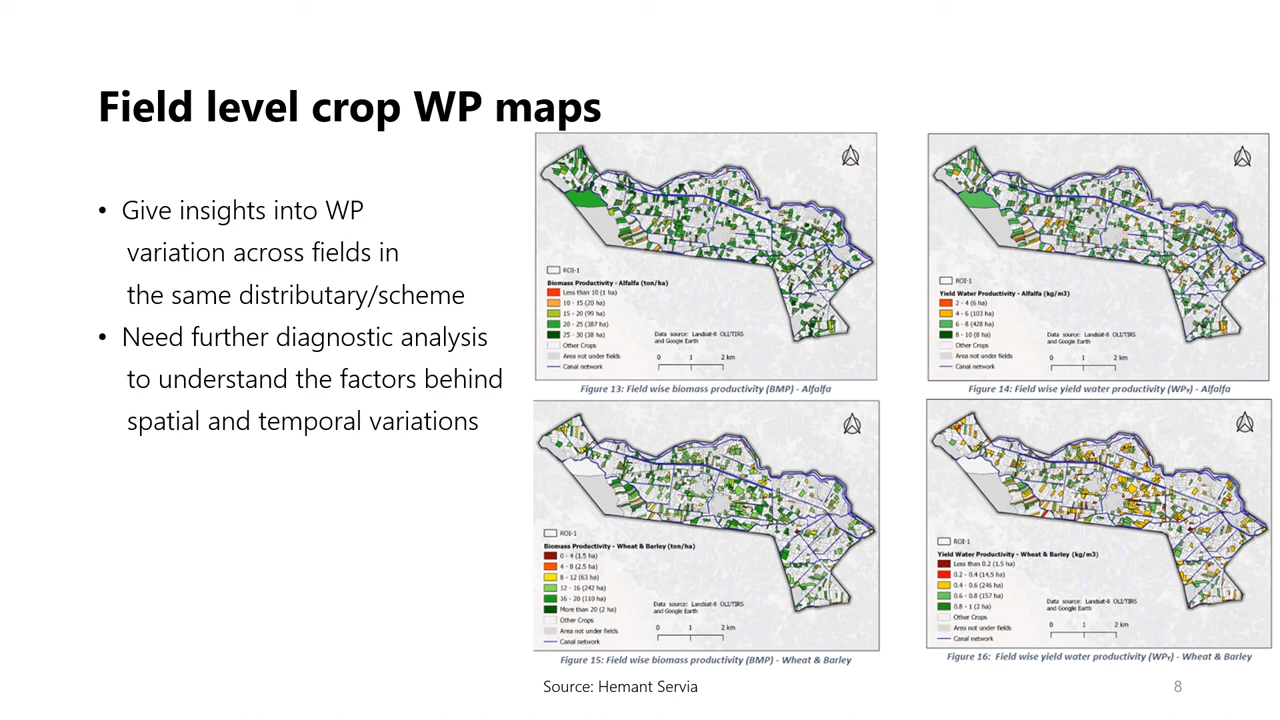 Field level crop WP maps
• Give insights into WP
variation across fields in
the same distributary/scheme
• Need further diagnostic analysis
to understand the factors behind
spatial and temporal variations
ROI-1
Biomass Productivity - Alfalfa (ton/ha)
Less than 10 (1 ha)
10 - 15 (20 ha)
15 - 20 (99 ha)
20 - 25 (387 ha)
25 - 30 (38 ha)
Other Crops
Area not under fields
Canal network
Data source: Landsat-8 OLI/TIRS
and Google Earth
0 1 2 km
Figure 13: Field wise biomass productivity (BMP) - Alfalfa
ROI-1
Yield Water Productivity - Alfalfa (kg/m3)
2 - 4 (6 ha)
4 - 6 (103 ha)
6 - 8 (428 ha)
8 - 10 (8 ha)
Other Crops
Area not under fields
Canal network
Data source: Landsat-8 OLI/TIRS
and Google Earth
0 1 2 km
Figure 14: Field wise yield water productivity (WPY) - Alfalfa
ROI-1
Biomass Productivity - Wheat & Barley (ton/ha)
0 - 4 (1.5 ha)
4 - 8 (2.5 ha)
8 - 12 (63 ha)
12 - 16 (242 ha)
16 - 20 (110 ha)
More than 20 (2 ha)
Other Crops
Area not under fields
Canal network
Data source: Landsat-8 OLI/TIRS
and Google Earth
0 1 2 km
Figure 15: Field wise biomass productivity (BMP) - Wheat & Barley
ROI-1
Yield Water Productivity - Wheat & Barley (kg/m3)
Less than 0.2 (1.5 ha)
0.2 - 0.4 (14.5 ha)
0.4 - 0.6 (246 ha)
0.6 - 0.8 (157 ha)
0.8 - 1 (2 ha)
Other Crops
Area not under fields
Canal network
Data source: Landsat-8 OLI/TIRS
and Google Earth
0 1 2 km
Figure 16: Field wise yield water productivity (WPY) - Wheat & Barley
Source: Hemant Servia
8